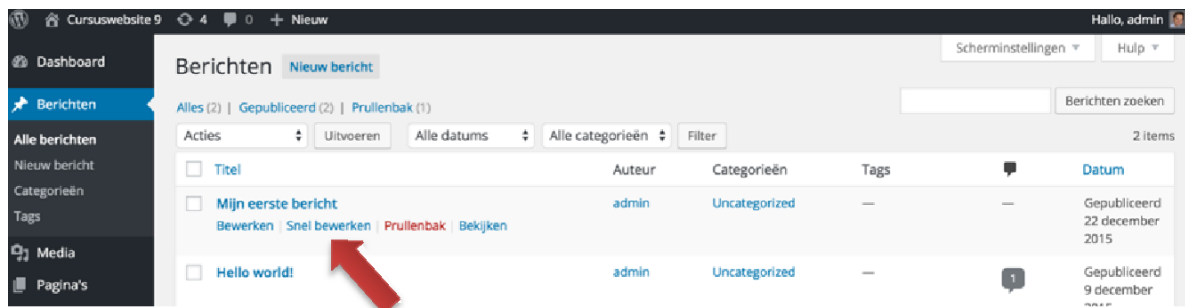 Cursuswebsite 9 4 0 + Nieuw Hallo, admin
Scherminstellingen Hulp
Dashboard
Berichten Nieuw bericht
Berichten
Alles (2) | Gepubliceerd (2) | Prullenbak (1) Berichten zoeken
Alle berichten
Acties Uitvoeren Alle datums Alle categorieën Filter 2 items
Nieuw bericht
Titel Auteur Categorieën Tags Datum
Categorieën
Tags
Mijn eerste bericht admin Uncategorized — — Gepubliceerd
22 december
2015
Bewerken | Snel bewerken | Prullenbak | Bekijken
Media
Hello world! admin Uncategorized — 1 Gepubliceerd
9 december
2015
Pagina's